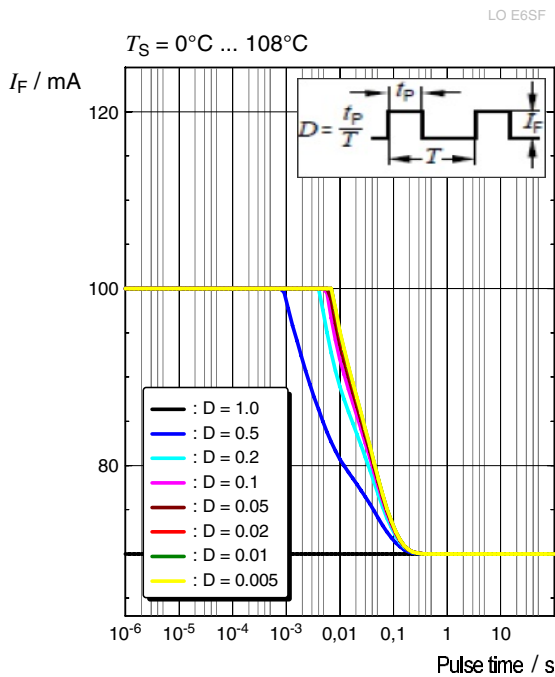 LO E6SF
T_S = 0°C ... 108°C
I_F / mA
120
100
80
D = t_P / T
t_P
I_F
T
: D = 1.0
: D = 0.5
: D = 0.2
: D = 0.1
: D = 0.05
: D = 0.02
: D = 0.01
: D = 0.005
10⁻⁶ 10⁻⁵ 10⁻⁴ 10⁻³ 0,01 0,1 1 10
Pulse time / s